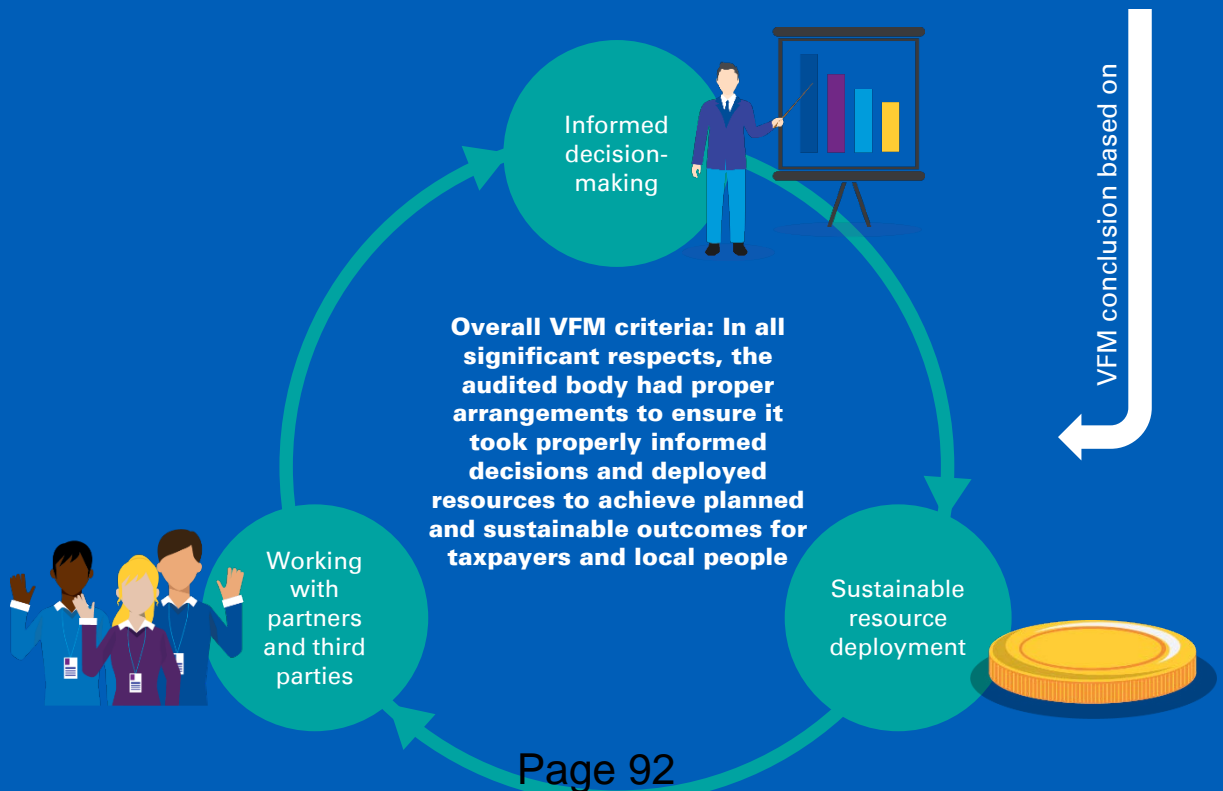 Informed
decision-
making
VFM conclusion based on
Overall VFM criteria: In all
significant respects, the
audited body had proper
arrangements to ensure it
took properly informed
decisions and deployed
resources to achieve planned
and sustainable outcomes for
taxpayers and local people
Working
with
partners
and third
parties
Sustainable
resource
deployment
Page 92